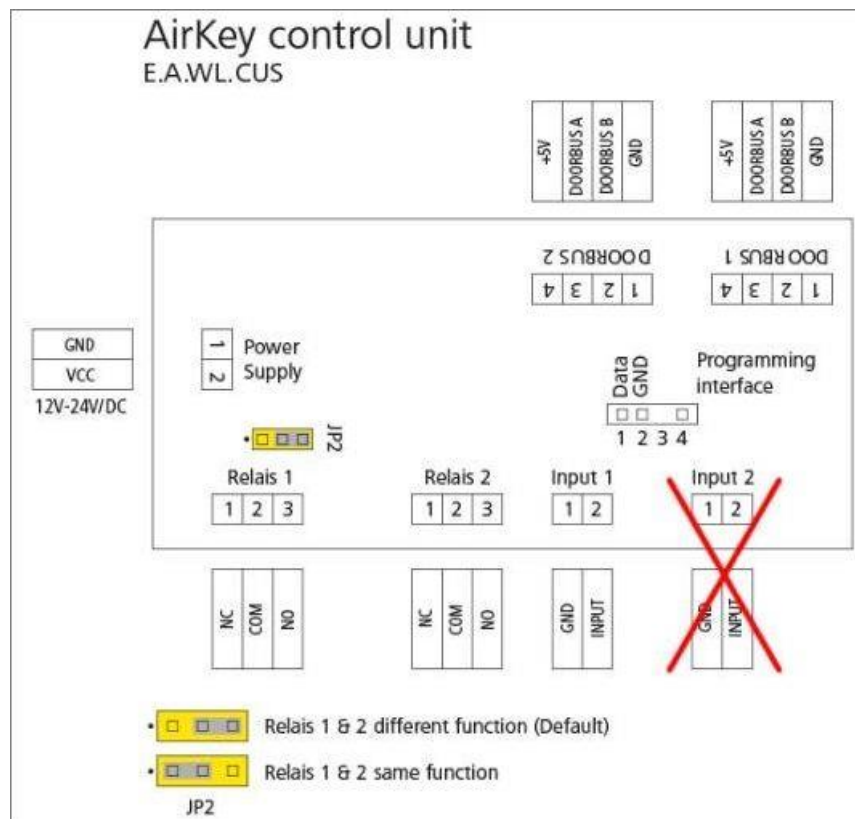 AirKey control unit
E.A.WL.CUS
+5V DOORBUS A DOORBUS B GND
+5V DOORBUS A DOORBUS B GND
DOORBUS 2
DOORBUS 1
4 3 2 1
4 3 2 1
GND
VCC
12V-24V/DC
1
2
Power
Supply
Data
GND
Programming
interface
1 2 3 4
JP2
Relais 1
Relais 2
Input 1
Input 2
1 2 3
1 2 3
1 2
1 2
NC COM NO
NC COM NO
GND INPUT
GND INPUT
Relais 1 & 2 different function (Default)
Relais 1 & 2 same function
JP2